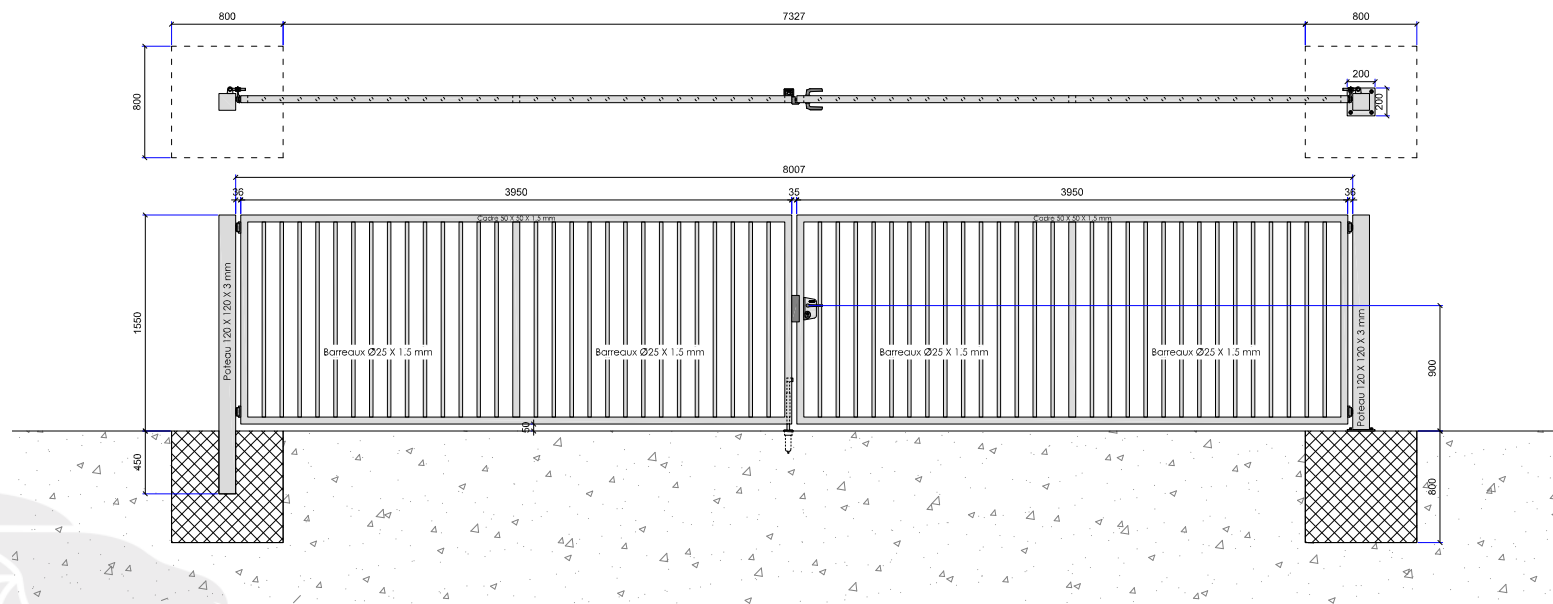 800
7327
800
800
200
200
8007
36
3950
35
3950
36
Cadre 50 X 50 X 1.5 mm
Cadre 50 X 50 X 1.5 mm
1550
Poteau 120 X 120 X 3 mm
Barreaux Ø25 X 1.5 mm
Barreaux Ø25 X 1.5 mm
Barreaux Ø25 X 1.5 mm
Barreaux Ø25 X 1.5 mm
Poteau 120 X 120 X 3 mm
900
50
450
800